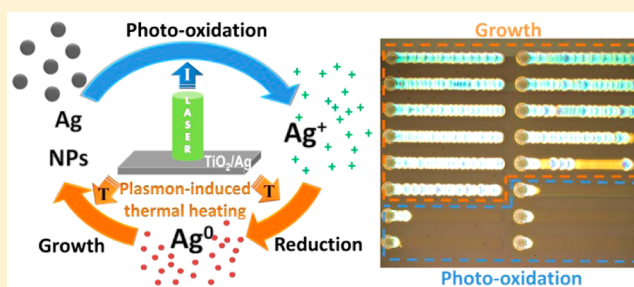 Photo-oxidation
Growth
I
LASER
Ag
NPs
Ag+
TiO2/Ag
T
T
Plasmon-induced
thermal heating
Growth
Ag0
Reduction
Photo-oxidation